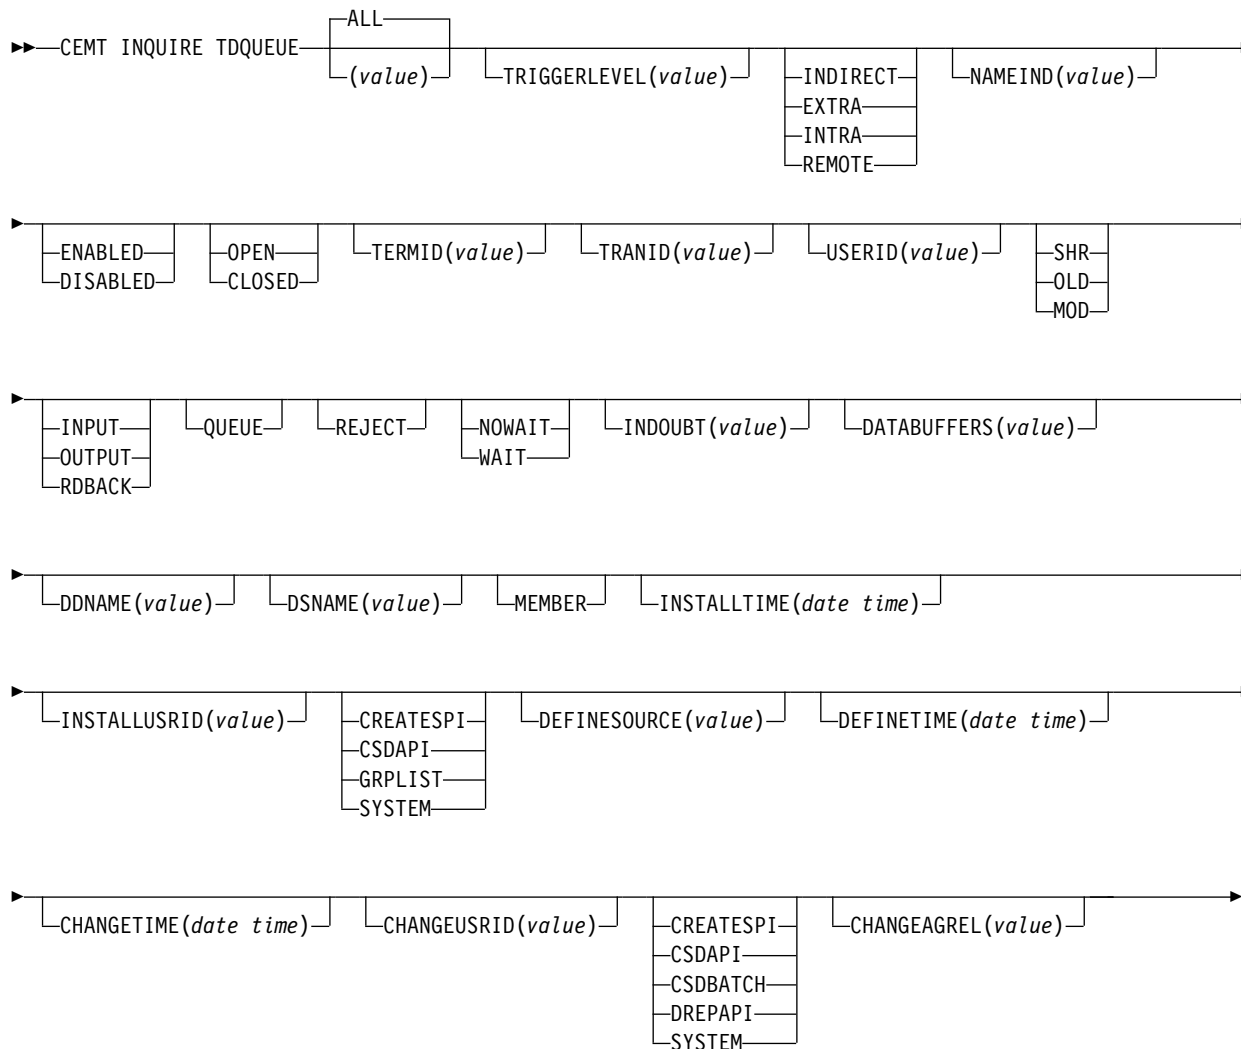 ALL
CEMT INQUIRE TDQUEUE (value) TRIGGERLEVEL(value) INDIRECT NAMEIND(value)
EXTRA
INTRA
REMOTE
ENABLED OPEN TERMID(value) TRANID(value) USERID(value) SHR
DISABLED CLOSED OLD
MOD
INPUT QUEUE REJECT NOWAIT INDOUBT(value) DATABUFFERS(value)
OUTPUT WAIT
RDBACK
DDNAME(value) DSNAME(value) MEMBER INSTALLTIME(date time)
INSTALLUSRID(value) CREATESPI DEFINESOURCE(value) DEFINETIME(date time)
CSDAPI
GRPLIST
SYSTEM
CHANGETIME(date time) CHANGEUSRID(value) CREATESPI CHANGEAGREL(value)
CSDAPI
CSDBATCH
DREPAPI
SYSTEM